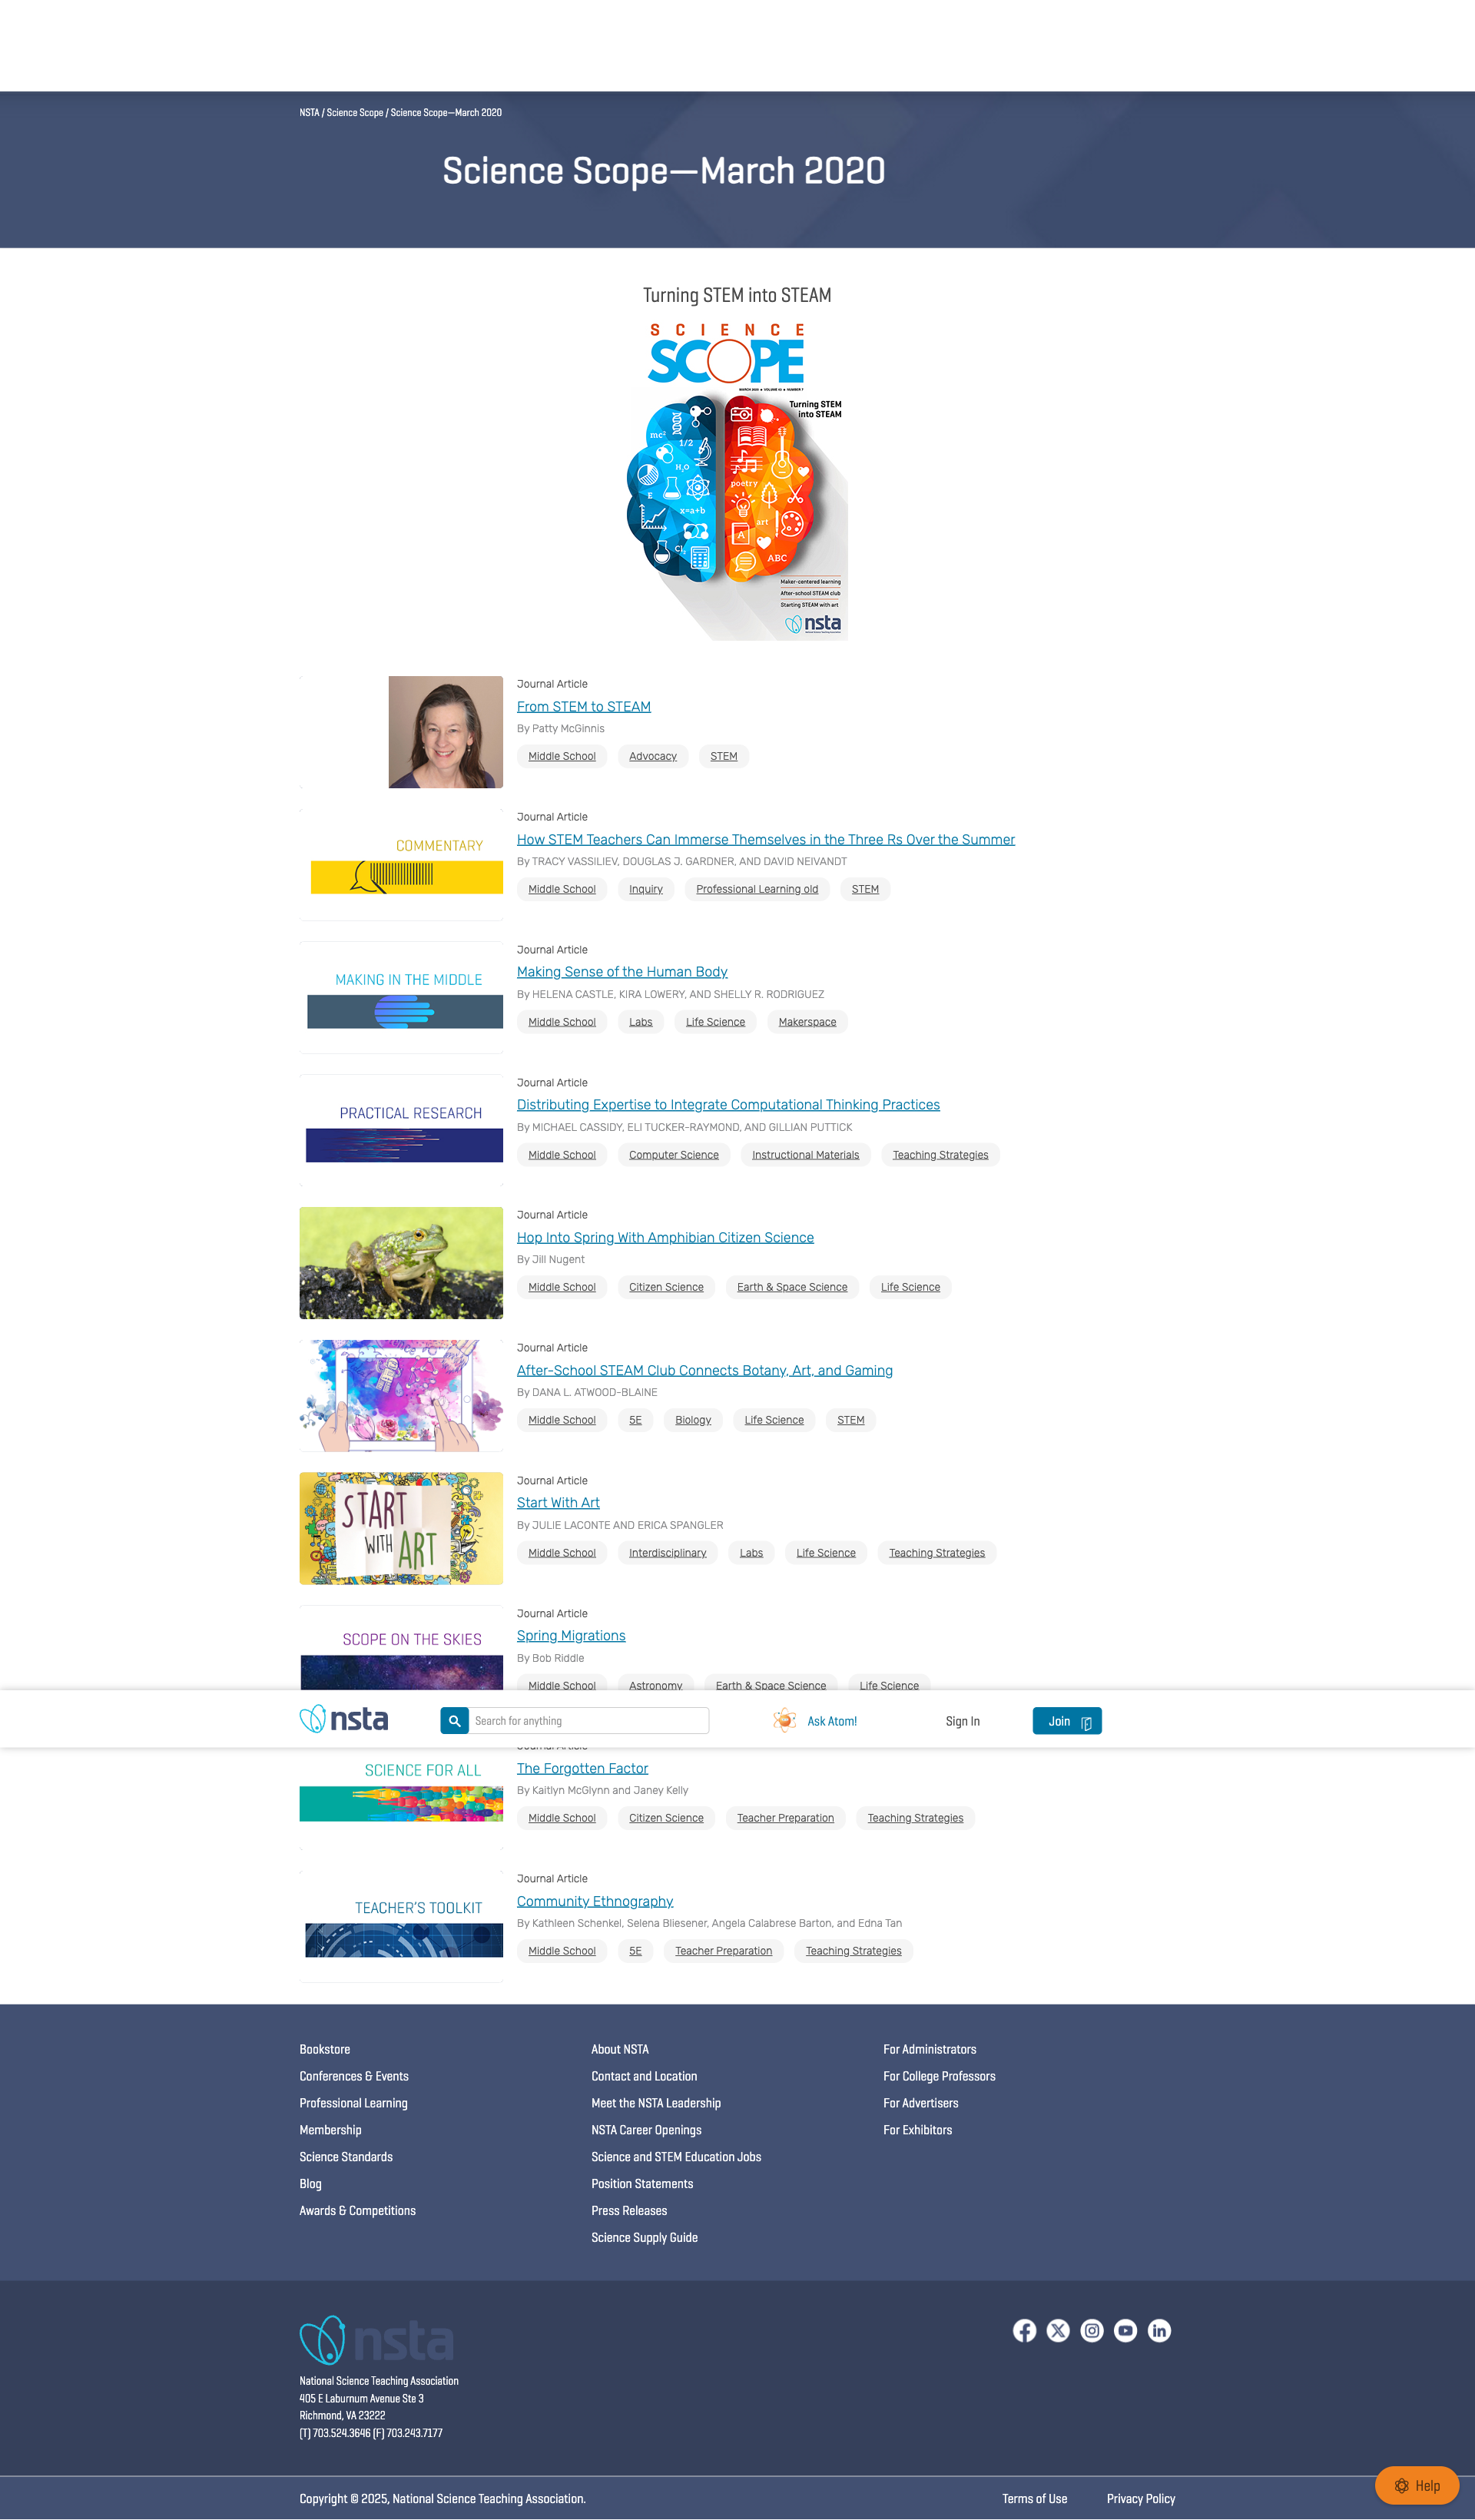 NSTA / Science Scope / Science Scope—March 2020
Science Scope—March 2020
Turning STEM into STEAM
SCIENCE
SCOPE
MARCH 2020 • VOLUME 43 • NUMBER 7
Turning STEM
into STEAM
mc²
1/2
H₂O
E
x=a+b
Cl₂
poetry
art
A
ABC
Maker-centered learning
After-school STEAM club
Starting STEAM with art
nsta
Journal Article
From STEM to STEAM
By Patty McGinnis
Middle School Advocacy STEM
COMMENTARY
Journal Article
How STEM Teachers Can Immerse Themselves in the Three Rs Over the Summer
By TRACY VASSILIEV, DOUGLAS J. GARDNER, AND DAVID NEIVANDT
Middle School Inquiry Professional Learning old STEM
MAKING IN THE MIDDLE
Journal Article
Making Sense of the Human Body
By HELENA CASTLE, KIRA LOWERY, AND SHELLY R. RODRIGUEZ
Middle School Labs Life Science Makerspace
PRACTICAL RESEARCH
Journal Article
Distributing Expertise to Integrate Computational Thinking Practices
By MICHAEL CASSIDY, ELI TUCKER-RAYMOND, AND GILLIAN PUTTICK
Middle School Computer Science Instructional Materials Teaching Strategies
Journal Article
Hop Into Spring With Amphibian Citizen Science
By Jill Nugent
Middle School Citizen Science Earth & Space Science Life Science
Journal Article
After-School STEAM Club Connects Botany, Art, and Gaming
By DANA L. ATWOOD-BLAINE
Middle School 5E Biology Life Science STEM
START
WITH ART
Journal Article
Start With Art
By JULIE LACONTE AND ERICA SPANGLER
Middle School Interdisciplinary Labs Life Science Teaching Strategies
SCOPE ON THE SKIES
Journal Article
Spring Migrations
By Bob Riddle
Middle School Astronomy Earth & Space Science Life Science
nsta
Search for anything
Ask Atom!
Sign In
Join
SCIENCE FOR ALL
Journal Article
The Forgotten Factor
By Kaitlyn McGlynn and Janey Kelly
Middle School Citizen Science Teacher Preparation Teaching Strategies
TEACHER'S TOOLKIT
Journal Article
Community Ethnography
By Kathleen Schenkel, Selena Bliesener, Angela Calabrese Barton, and Edna Tan
Middle School 5E Teacher Preparation Teaching Strategies
Bookstore
Conferences & Events
Professional Learning
Membership
Science Standards
Blog
Awards & Competitions
About NSTA
Contact and Location
Meet the NSTA Leadership
NSTA Career Openings
Science and STEM Education Jobs
Position Statements
Press Releases
Science Supply Guide
For Administrators
For College Professors
For Advertisers
For Exhibitors
nsta
National Science Teaching Association
405 E Laburnum Avenue Ste 3
Richmond, VA 23222
(T) 703.524.3646 (F) 703.243.7177
Help
Copyright © 2025, National Science Teaching Association.
Terms of Use Privacy Policy